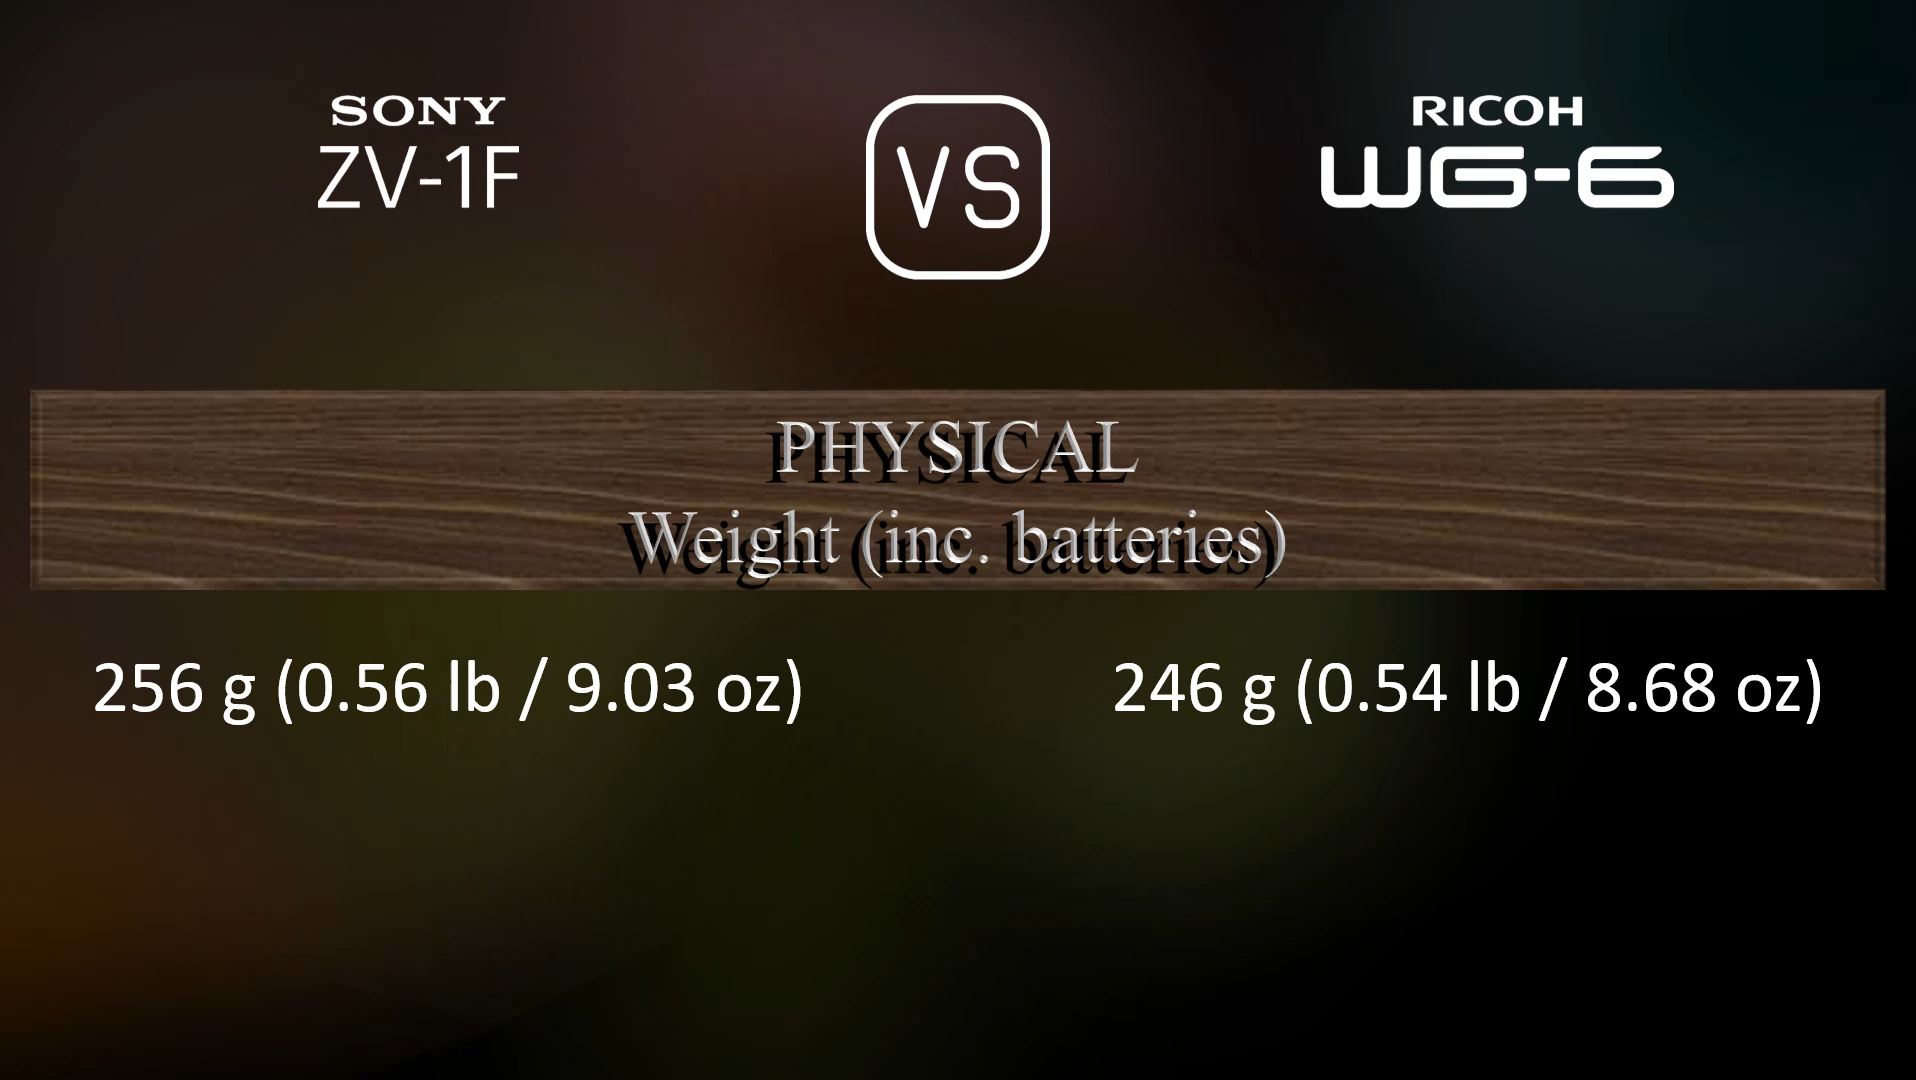 SONY
ZV-1F
VS
RICOH
WG-6
PHYSICAL
Weight (inc. batteries)
256 g (0.56 lb / 9.03 oz)
246 g (0.54 lb / 8.68 oz)